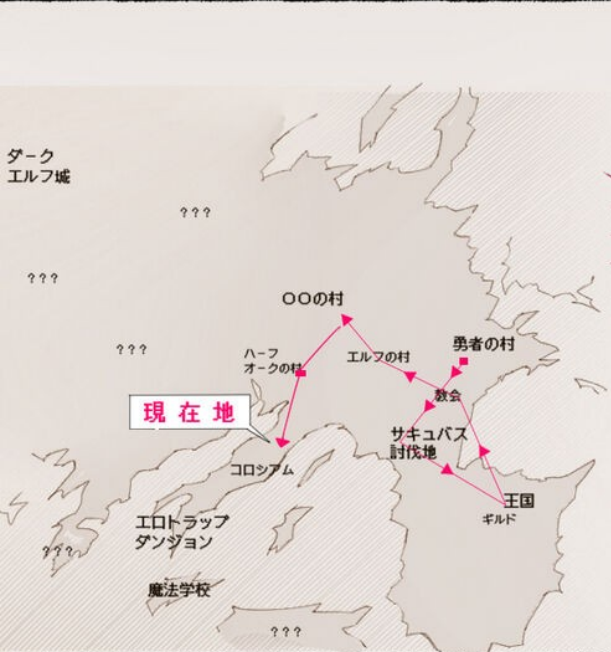 ダーク
エルフ城
???
???
〇〇の村
???
ハーフ
オークの村
エルフの村
勇者の村
教会
現在地
サキュバス
討伐地
コロシアム
王国
ギルド
エロトラップ
ダンジョン
???
魔法学校
???